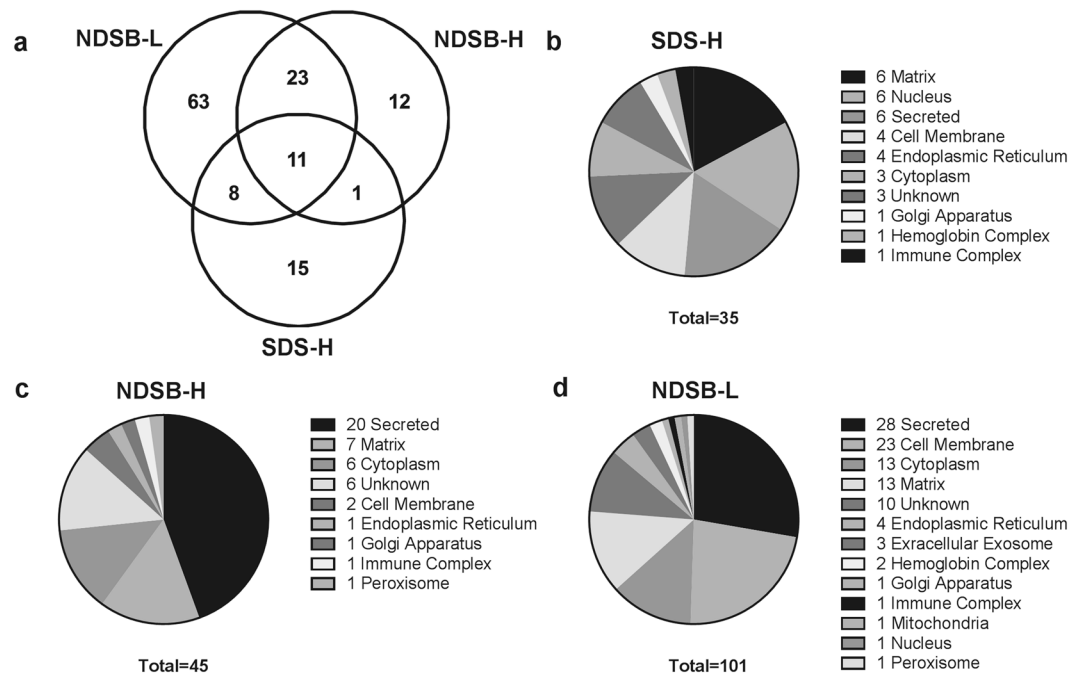 a
NDSB-L
NDSB-H
23
63
12
11
8
1
15
SDS-H
b
SDS-H
6 Matrix
6 Nucleus
6 Secreted
4 Cell Membrane
4 Endoplasmic Reticulum
3 Cytoplasm
3 Unknown
1 Golgi Apparatus
1 Hemoglobin Complex
1 Immune Complex
Total=35
c
NDSB-H
20 Secreted
7 Matrix
6 Cytoplasm
6 Unknown
2 Cell Membrane
1 Endoplasmic Reticulum
1 Golgi Apparatus
1 Immune Complex
1 Peroxisome
Total=45
d
NDSB-L
28 Secreted
23 Cell Membrane
13 Cytoplasm
13 Matrix
10 Unknown
4 Endoplasmic Reticulum
3 Exracellular Exosome
2 Hemoglobin Complex
1 Golgi Apparatus
1 Immune Complex
1 Mitochondria
1 Nucleus
1 Peroxisome
Total=101